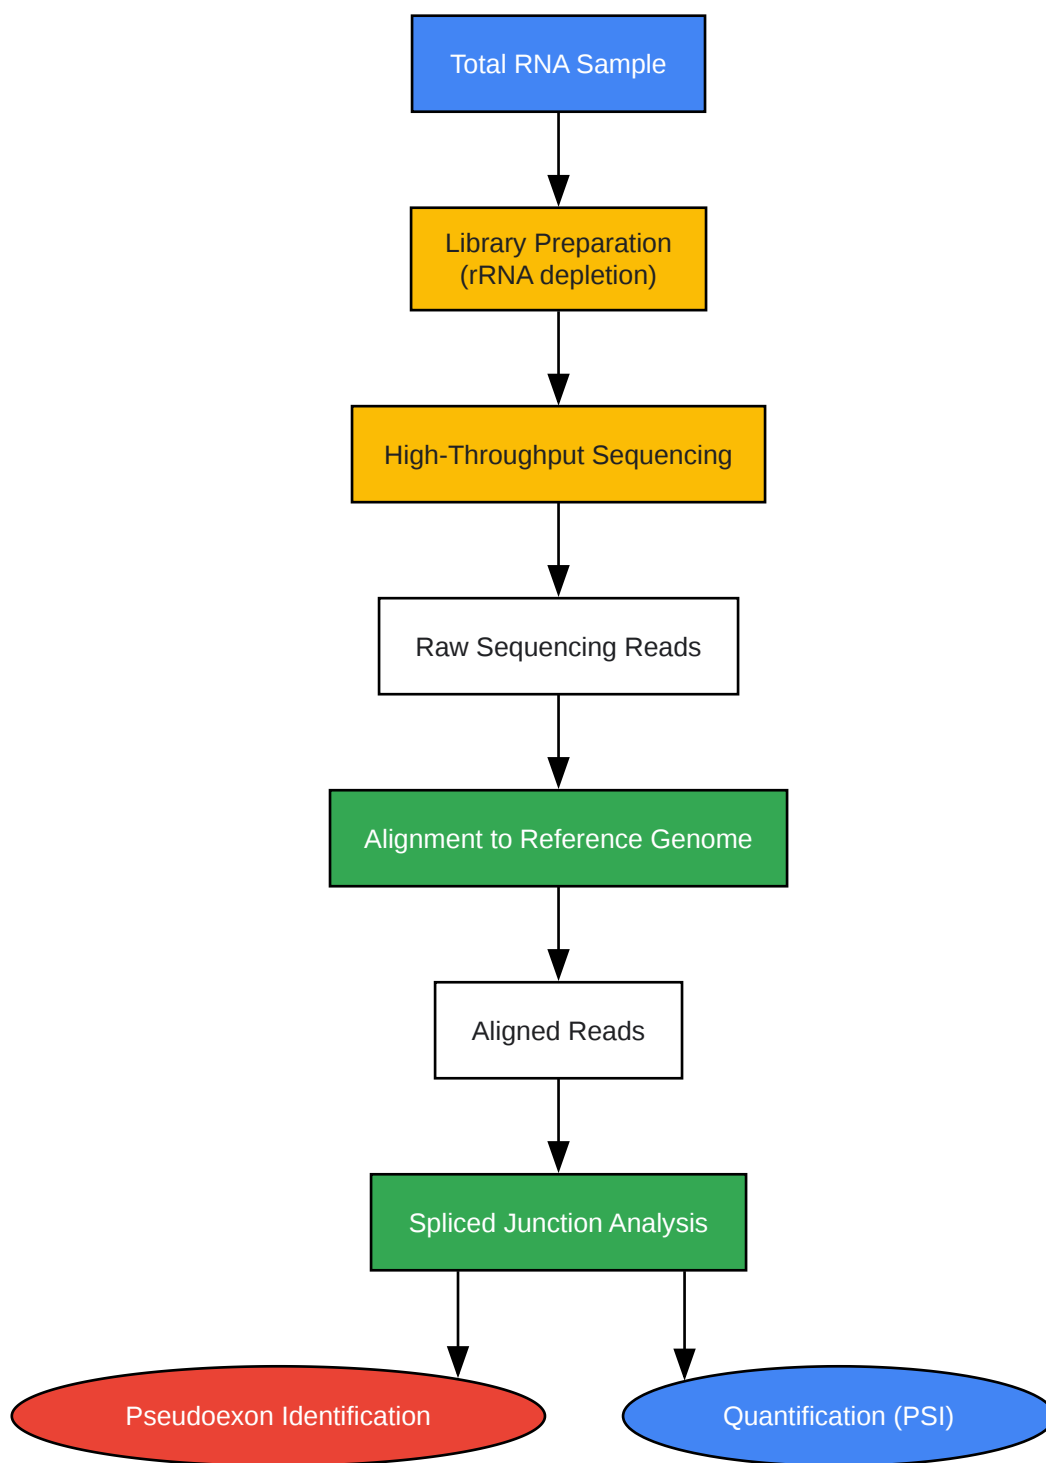 Total RNA Sample
Library Preparation
(rRNA depletion)
High-Throughput Sequencing
Raw Sequencing Reads
Alignment to Reference Genome
Aligned Reads
Spliced Junction Analysis
Pseudoexon Identification
Quantification (PSI)